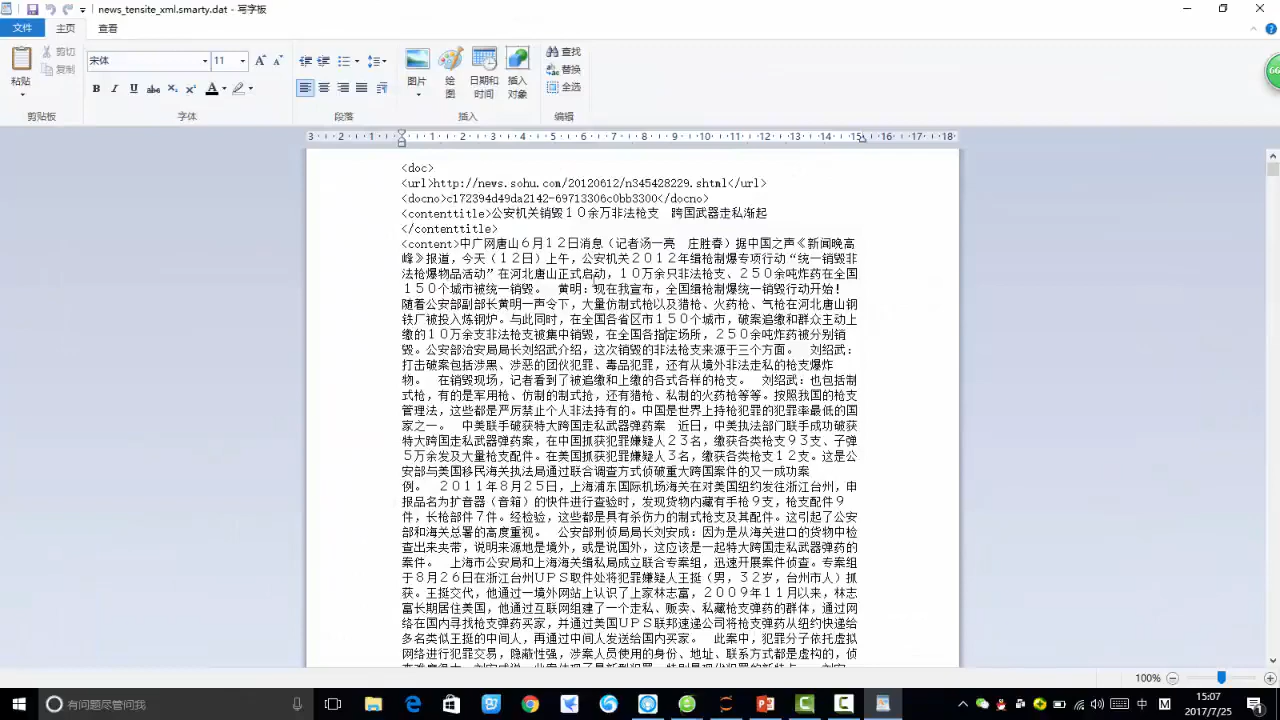 news_tensite_xml.smarty.dat - 写字板
文件 主页 查看
粘贴 剪切 复制
宋体 11
图片 绘图 日期和时间 插入对象
查找
替换
全选
剪贴板 字体 段落 插入 编辑
3 2 1 1 2 3 4 5 6 7 8 9 10 11 12 13 14 15 16 17 18
<doc>
<url>http://news.sohu.com/20120612/n345428229.shtml</url>
<docno>c172394d49da2142-69713306c0bb3300</docno>
<contenttitle>公安机关销毁１０余万非法枪支　跨国武器走私渐起
</contenttitle>
<content>中广网唐山６月１２日消息（记者汤一亮　庄胜春）据中国之声《新闻晚高
峰》报道，今天（１２日）上午，公安机关２０１２年缉枪制爆专项行动“统一销毁非
法枪爆物品活动”在河北唐山正式启动，１０万余只非法枪支、２５０余吨炸药在全国
１５０个城市被统一销毁。　黄明：现在我宣布，全国缉枪制爆统一销毁行动开始！
随着公安部副部长黄明一声令下，大量仿制式枪以及猎枪、火药枪、气枪在河北唐山钢
铁厂被投入炼钢炉。与此同时，在全国各省区市１５０个城市，破案追缴和群众主动上
缴的１０万余支非法枪支被集中销毁，在全国各指定场所，２５０余吨炸药被分别销
毁。公安部治安局局长刘绍武介绍，这次销毁的非法枪支来源于三个方面。　刘绍武：
打击破案包括涉黑、涉恶的团伙犯罪、毒品犯罪，还有从境外非法走私的枪支爆炸
物。　在销毁现场，记者看到了被追缴和上缴的各式各样的枪支。　刘绍武：也包括制
式枪，有的是军用枪、仿制的制式抢，还有猎枪、私制的火药枪等等。按照我国的枪支
管理法，这些都是严厉禁止个人非法持有的。中国是世界上持枪犯罪的犯罪率最低的国
家之一。　中美联手破获特大跨国走私武器弹药案　近日，中美执法部门联手成功破获
特大跨国走私武器弹药案，在中国抓获犯罪嫌疑人２３名，缴获各类枪支９３支、子弹
５万余发及大量枪支配件。在美国抓获犯罪嫌疑人３名，缴获各类枪支１２支。这是公
安部与美国移民海关执法局通过联合调查方式侦破重大跨国案件的又一成功案
例。　２０１１年８月２５日，上海浦东国际机场海关在对美国纽约发往浙江台州，申
报品名为扩音器（音箱）的快件进行查验时，发现货物内藏有手枪９支，枪支配件９
件，长枪部件７件。经检验，这些都是具有杀伤力的制式枪支及其配件。这引起了公安
部和海关总署的高度重视。　公安部刑侦局局长刘安成：因为是从海关进口的货物中检
查出未夹带，说明来源地是境外，或是说国外，这应该是一起特大跨国走私武器弹药的
案件。　上海市公安局和上海海关缉私局成立联合专案组，迅速开展案件侦查。专案组
于８月２６日在浙江台州ＵＰＳ取件处将犯罪嫌疑人王挺（男，３２岁，台州市人）抓
获。王挺交代，他通过一境外网站上认识了上家林志富，２００９年１１月以来，林志
富长期居住美国，他通过互联网组建了一个走私、贩卖、私藏枪支弹药的群体，通过网
络在国内寻找枪支弹药买家，并通过美国ＵＰＳ联邦速递公司将枪支弹药从纽约快递给
多名类似王挺的中间人，再通过中间人发送给国内买家。　此案中，犯罪分子依托虚拟
网络进行犯罪交易，隐蔽性强，涉案人员使用的身份、地址、联系方式都是虚构的，侦
100%
有问题尽管问我
中
15:07
2017/7/25